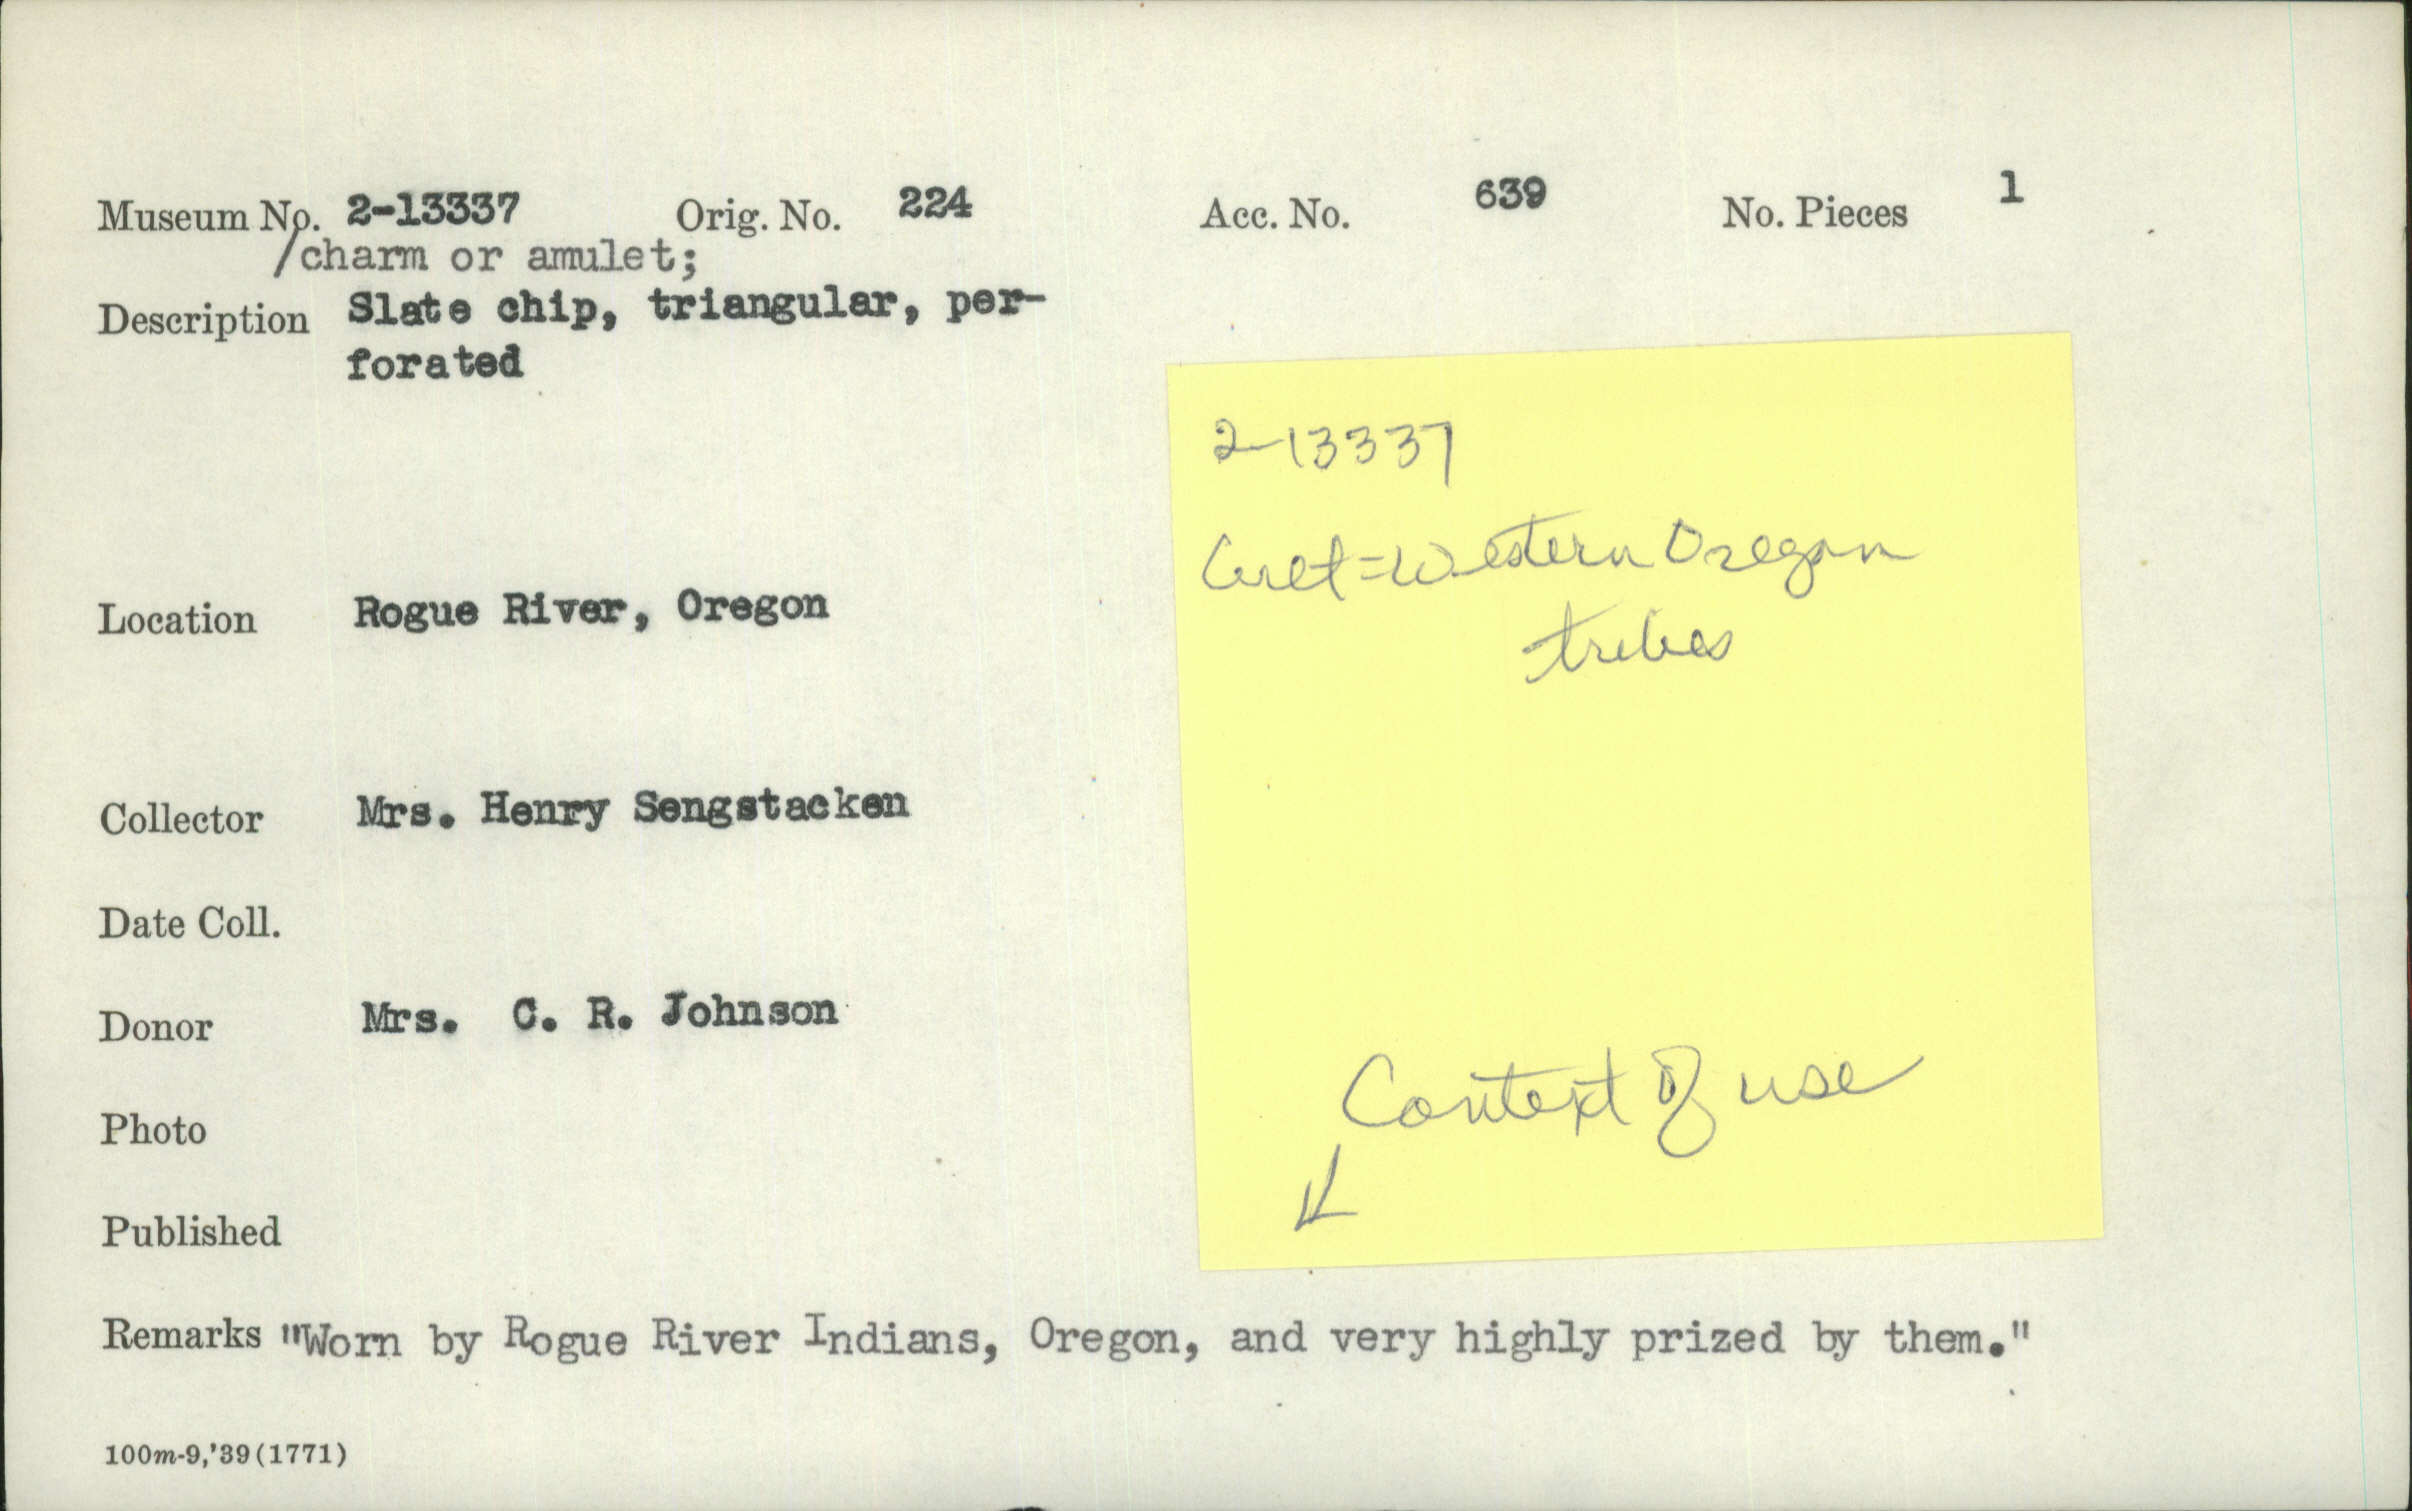 Museum No. 2-13337 Orig. No. 224 Acc. No. 639 No. Pieces 1
/charm or amulet;
Description Slate chip, triangular, per-
forated
2-13337
Cult=Western Oregon
tribes
Location Rogue River, Oregon
Collector Mrs. Henry Sengstacken
Date Coll.
Donor Mrs. C. R. Johnson
Photo
Context of use
Published
Remarks "Worn by Rogue River Indians, Oregon, and very highly prized by them."
100m-9,'39(1771)